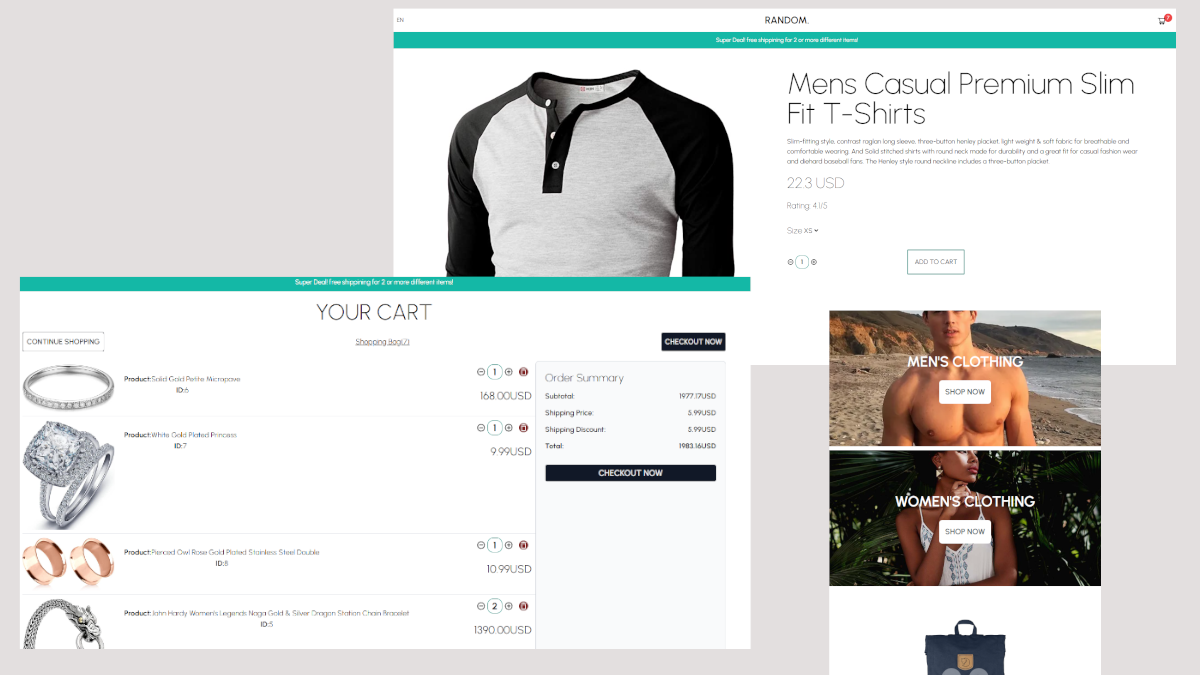 EN
RANDOM.
7
Super Deal! free shippining for 2 or more different items!
Mens Casual Premium Slim
Fit T-Shirts
Slim-fitting style, contrast raglan long sleeve, three-button henley placket, light weight & soft fabric for breathable and
comfortable wearing. And Solid stitched shirts with round neck made for durability and a great fit for casual fashion wear
and diehard baseball fans. The Henley style round neckline includes a three-button placket.
22.3 USD
Rating: 4.1/5
Size XS
1
ADD TO CART
Super Deal! free shippining for 2 or more different items!
YOUR CART
CONTINUE SHOPPING
Shopping Bag(7)
CHECKOUT NOW
Product:Solid Gold Petite Micropave
ID:6
1
168.00USD
Product:White Gold Plated Princess
ID:7
1
9.99USD
Product:Pierced Owl Rose Gold Plated Stainless Steel Double
ID:8
1
10.99USD
Product:John Hardy Women's Legends Naga Gold & Silver Dragon Station Chain Bracelet
ID:5
2
1390.00USD
Order Summary
Subtotal: 1977.17USD
Shipping Price: 5.99USD
Shipping Discount: 5.99USD
Total: 1983.16USD
CHECKOUT NOW
MEN'S CLOTHING
SHOP NOW
WOMEN'S CLOTHING
SHOP NOW